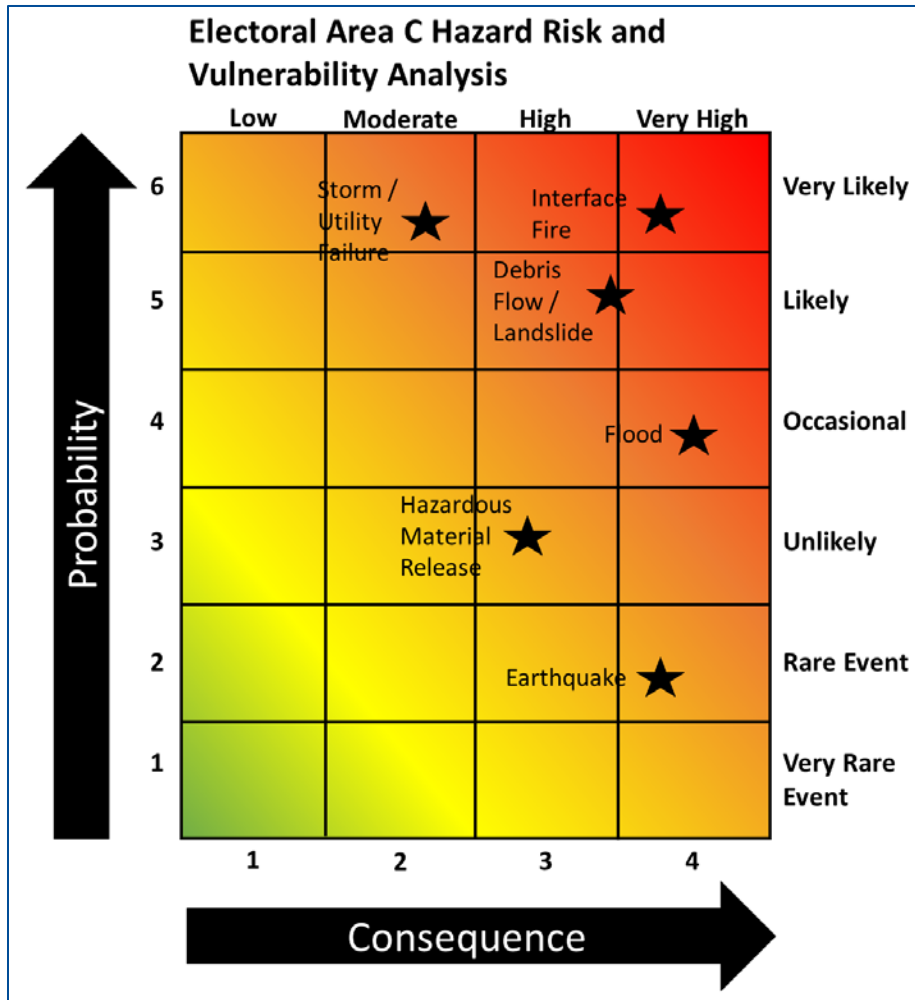 Electoral Area C Hazard Risk and
Vulnerability Analysis
Low Moderate High Very High
6
Storm /
Utility
Failure
Interface
Fire
Very Likely
5
Debris
Flow /
Landslide
Likely
4
Flood
Occasional
3
Hazardous
Material
Release
Unlikely
2
Earthquake
Rare Event
1
Very Rare
Event
Probability
1 2 3 4
Consequence